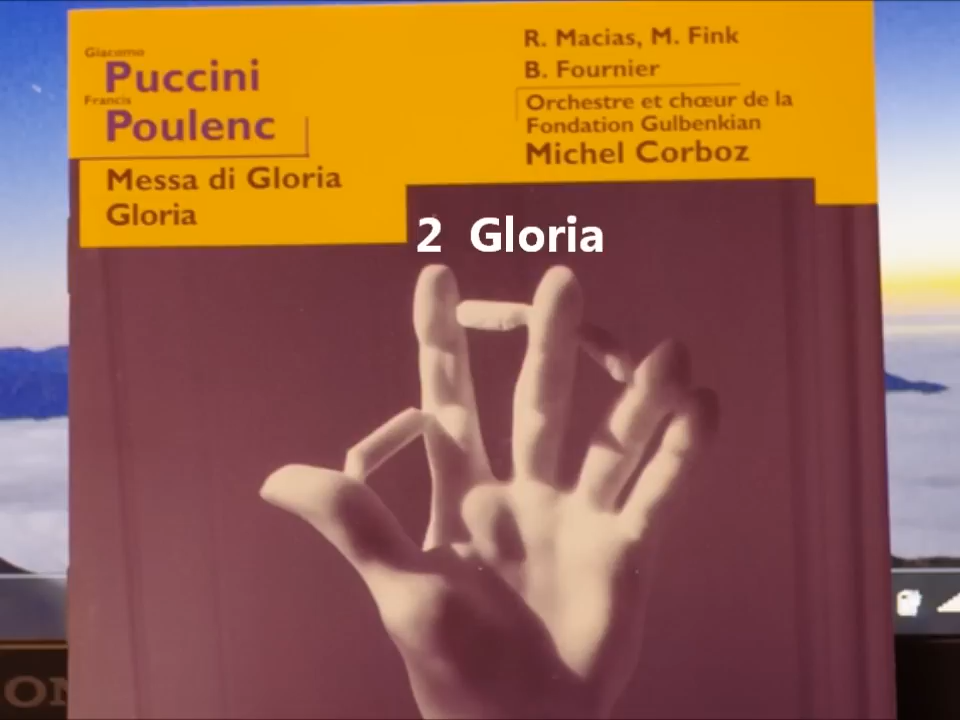 Giacomo
Puccini
Francis
Poulenc
Messa di Gloria
Gloria
R. Macias, M. Fink
B. Fournier
Orchestre et chœur de la
Fondation Gulbenkian
Michel Corboz
2 Gloria
ON